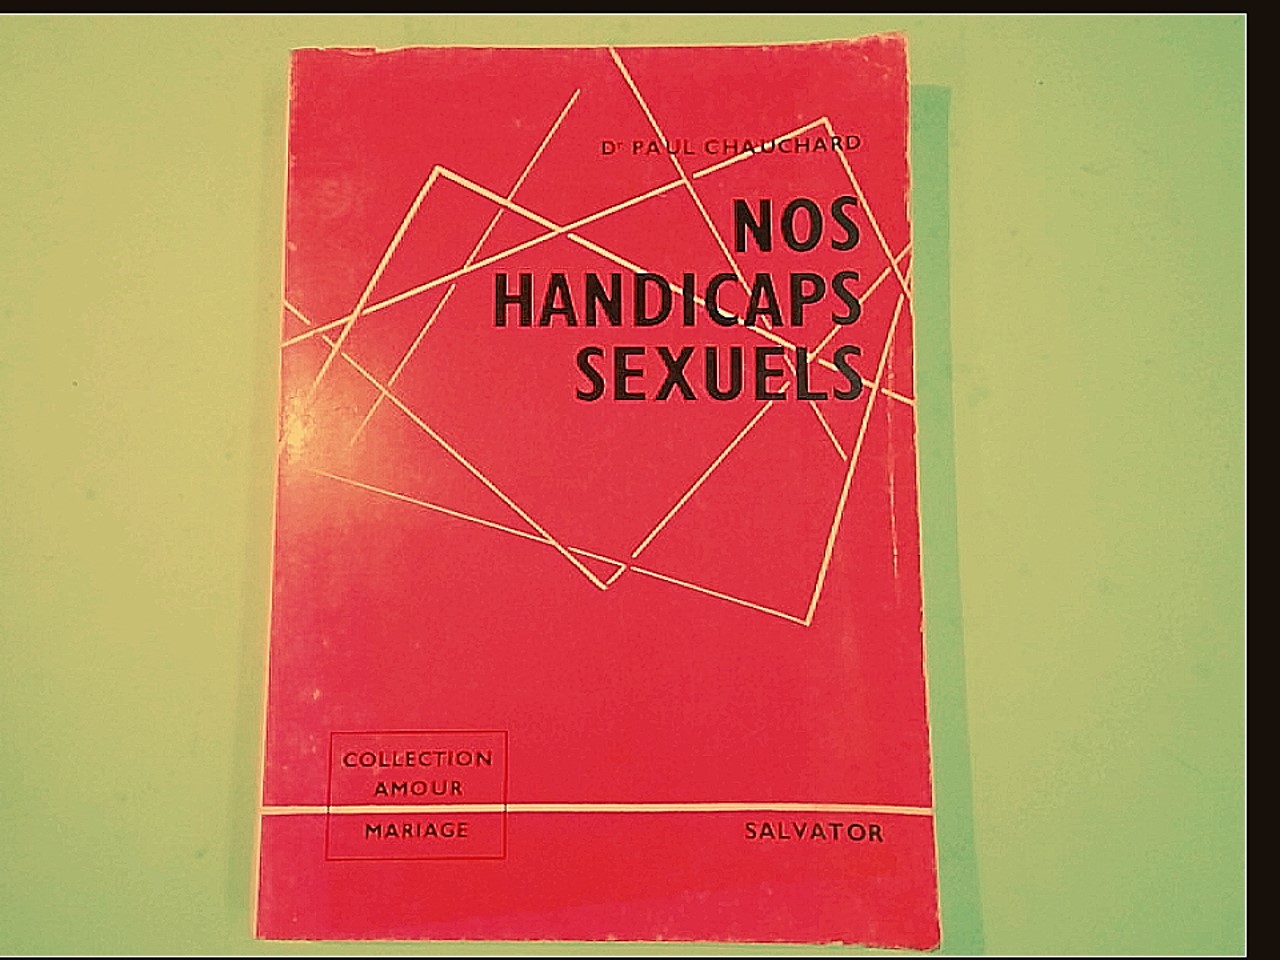 Dr PAUL CHAUCHARD
NOS
HANDICAPS
SEXUELS
COLLECTION
AMOUR
MARIAGE
SALVATOR